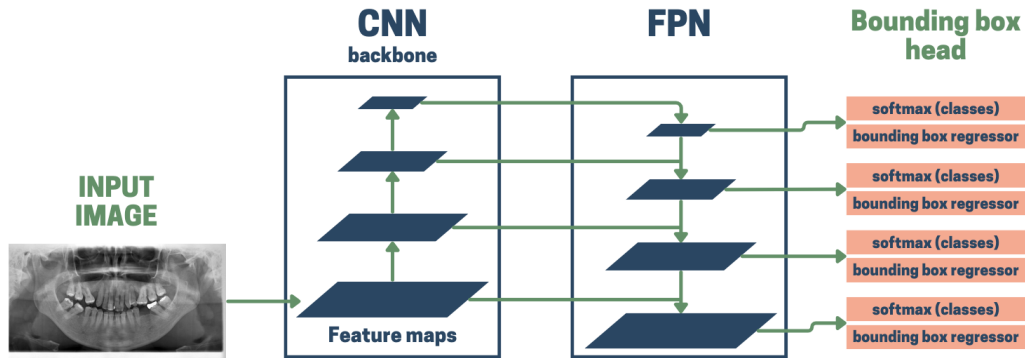 CNN
backbone
FPN
Bounding box
head
INPUT
IMAGE
Feature maps
softmax (classes)
bounding box regressor
softmax (classes)
bounding box regressor
softmax (classes)
bounding box regressor
softmax (classes)
bounding box regressor